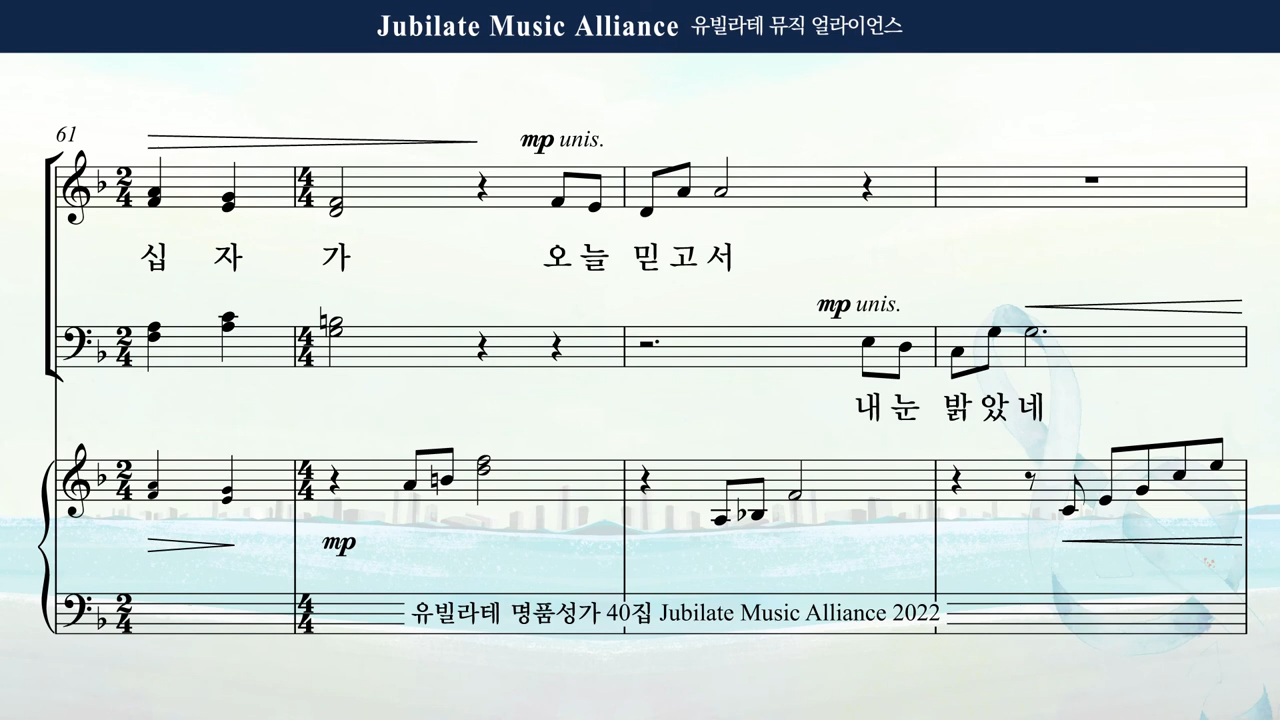 Jubilate Music Alliance 유빌라테 뮤직 얼라이언스
61
mp unis.
십 자 가 오 늘 믿 고 서
mp unis.
내 눈 밝 았 네
mp
유빌라테 명품성가 40집 Jubilate Music Alliance 2022